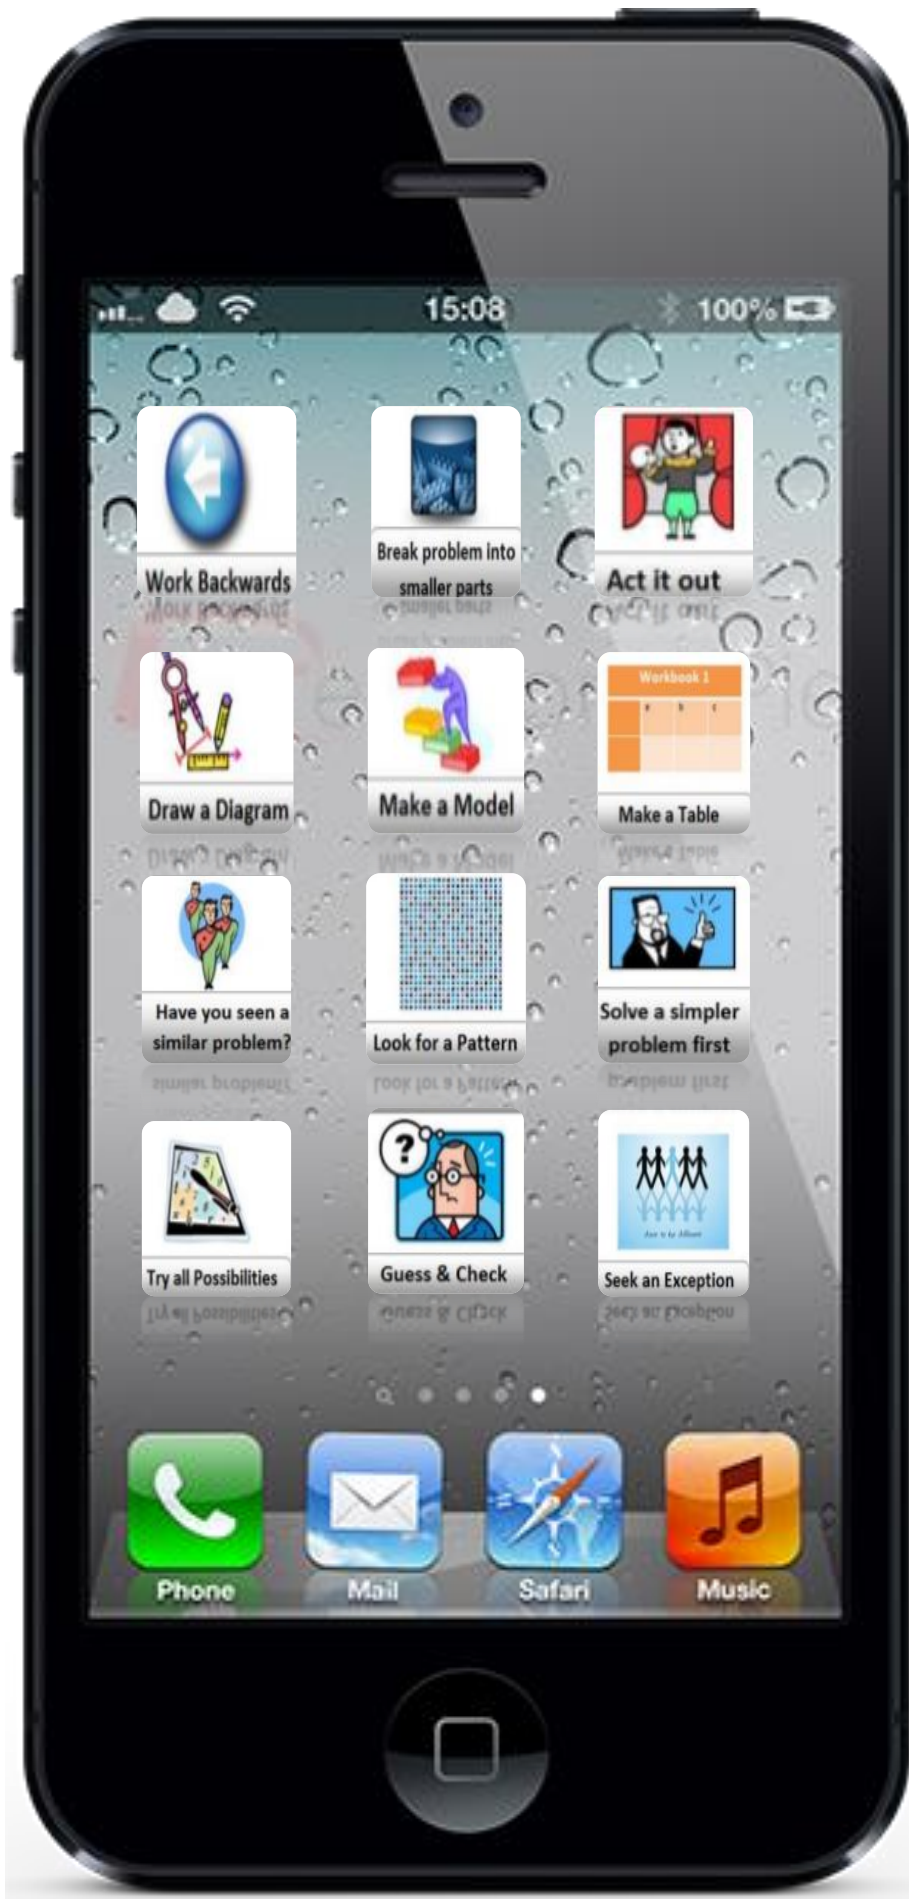 15:08 100%
Work Backwards
Break problem into
smaller parts
Act it out
Draw a Diagram
Make a Model
Workbook 1
a b c
Make a Table
Have you seen a
similar problem?
Look for a Pattern
Solve a simpler
problem first
?
Try all Possibilities
Guess & Check
Seek an Exception
Phone Mail Safari Music